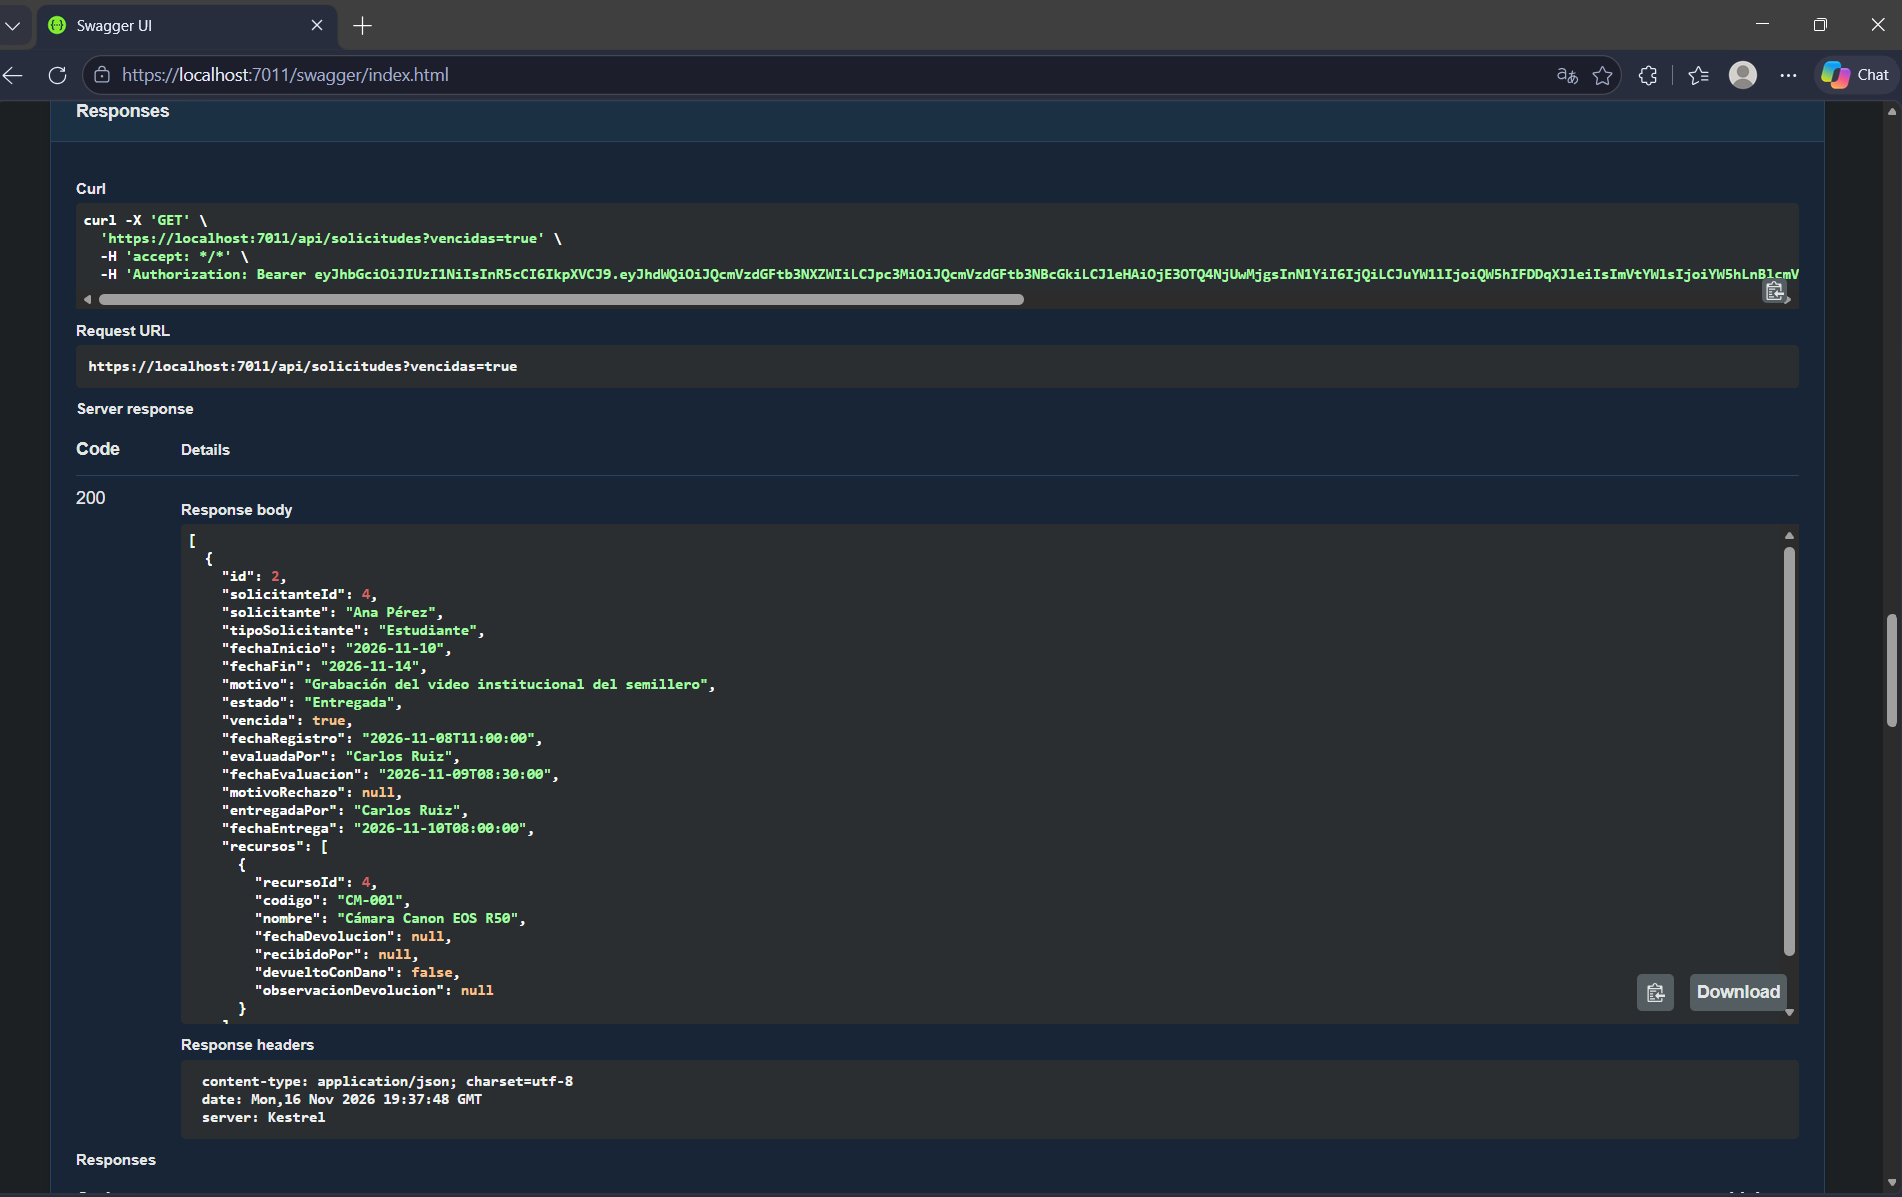 Swagger UI
https://localhost:7011/swagger/index.html
Chat
Responses
Curl
curl -X 'GET' \
'https://localhost:7011/api/solicitudes?vencidas=true' \
-H 'accept: */*' \
-H 'Authorization: Bearer
Request URL
https://localhost:7011/api/solicitudes?vencidas=true
Server response
Code Details
200
Response body
[
{
"id": 2,
"solicitanteId": 4,
"solicitante": "Ana Pérez",
"tipoSolicitante": "Estudiante",
"fechaInicio": "2026-11-10",
"fechaFin": "2026-11-14",
"motivo": "Grabación del video institucional del semillero",
"estado": "Entregada",
"vencida": true,
"fechaRegistro": "2026-11-08T11:00:00",
"evaluadaPor": "Carlos Ruiz",
"fechaEvaluacion": "2026-11-09T08:30:00",
"motivoRechazo": null,
"entregadaPor": "Carlos Ruiz",
"fechaEntrega": "2026-11-10T08:00:00",
"recursos": [
{
"recursoId": 4,
"codigo": "CM-001",
"nombre": "Cámara Canon EOS R50",
"fechaDevolucion": null,
"recibidoPor": null,
"devueltoConDano": false,
"observacionDevolucion": null
}
Download
Response headers
content-type: application/json; charset=utf-8
date: Mon,16 Nov 2026 19:37:48 GMT
server: Kestrel
Responses